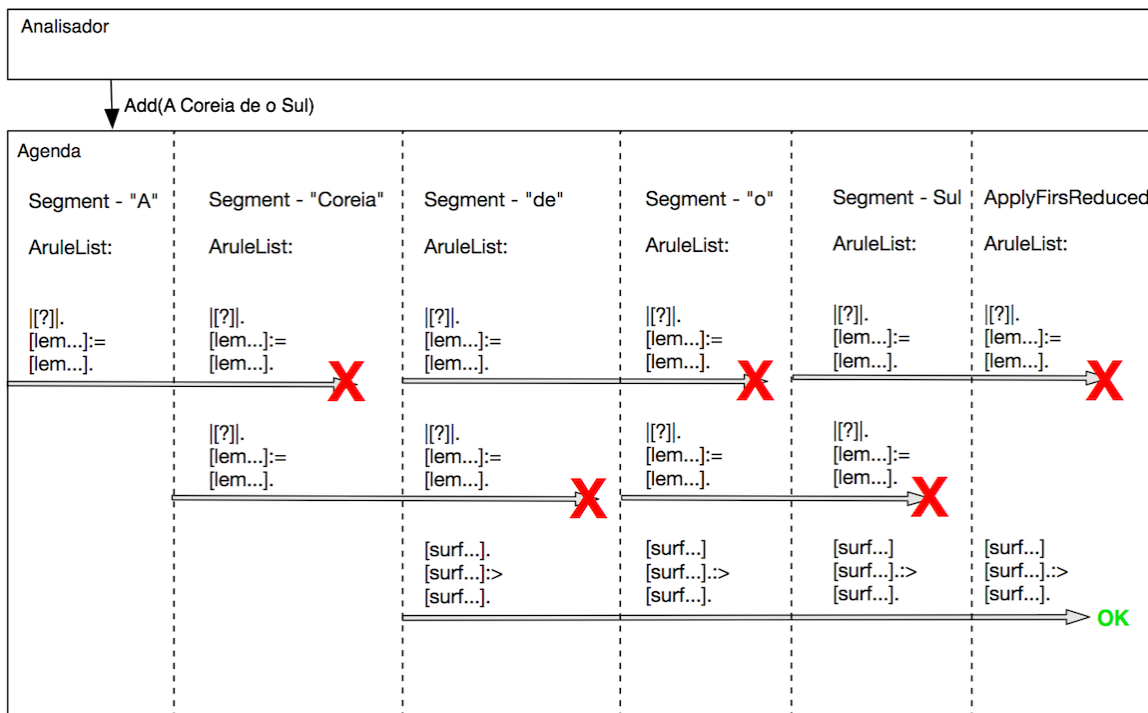 Analisador
Add(A Coreia de o Sul)
Agenda
Segment - "A"
Segment - "Coreia"
Segment - "de"
Segment - "o"
Segment - Sul
ApplyFirsReduced
AruleList:
AruleList:
AruleList:
AruleList:
AruleList:
AruleList:
|[?]|.
[lem...]:=
[lem...].
|[?]|.
[lem...]:=
[lem...].
X
|[?]|.
[lem...]:=
[lem...].
|[?]|.
[lem...]:=
[lem...].
X
|[?]|.
[lem...]:=
[lem...].
|[?]|.
[lem...]:=
[lem...].
X
|[?]|.
[lem...]:=
[lem...].
|[?]|.
[lem...]:=
[lem...].
X
|[?]|.
[lem...]:=
[lem...].
|[?]|.
[lem...]:=
[lem...].
X
[surf...].
[surf...]:>
[surf...].
[surf...]
[surf...].:>
[surf...].
[surf...]
[surf...].:>
[surf...].
[surf...]
[surf...].:>
[surf...].
OK